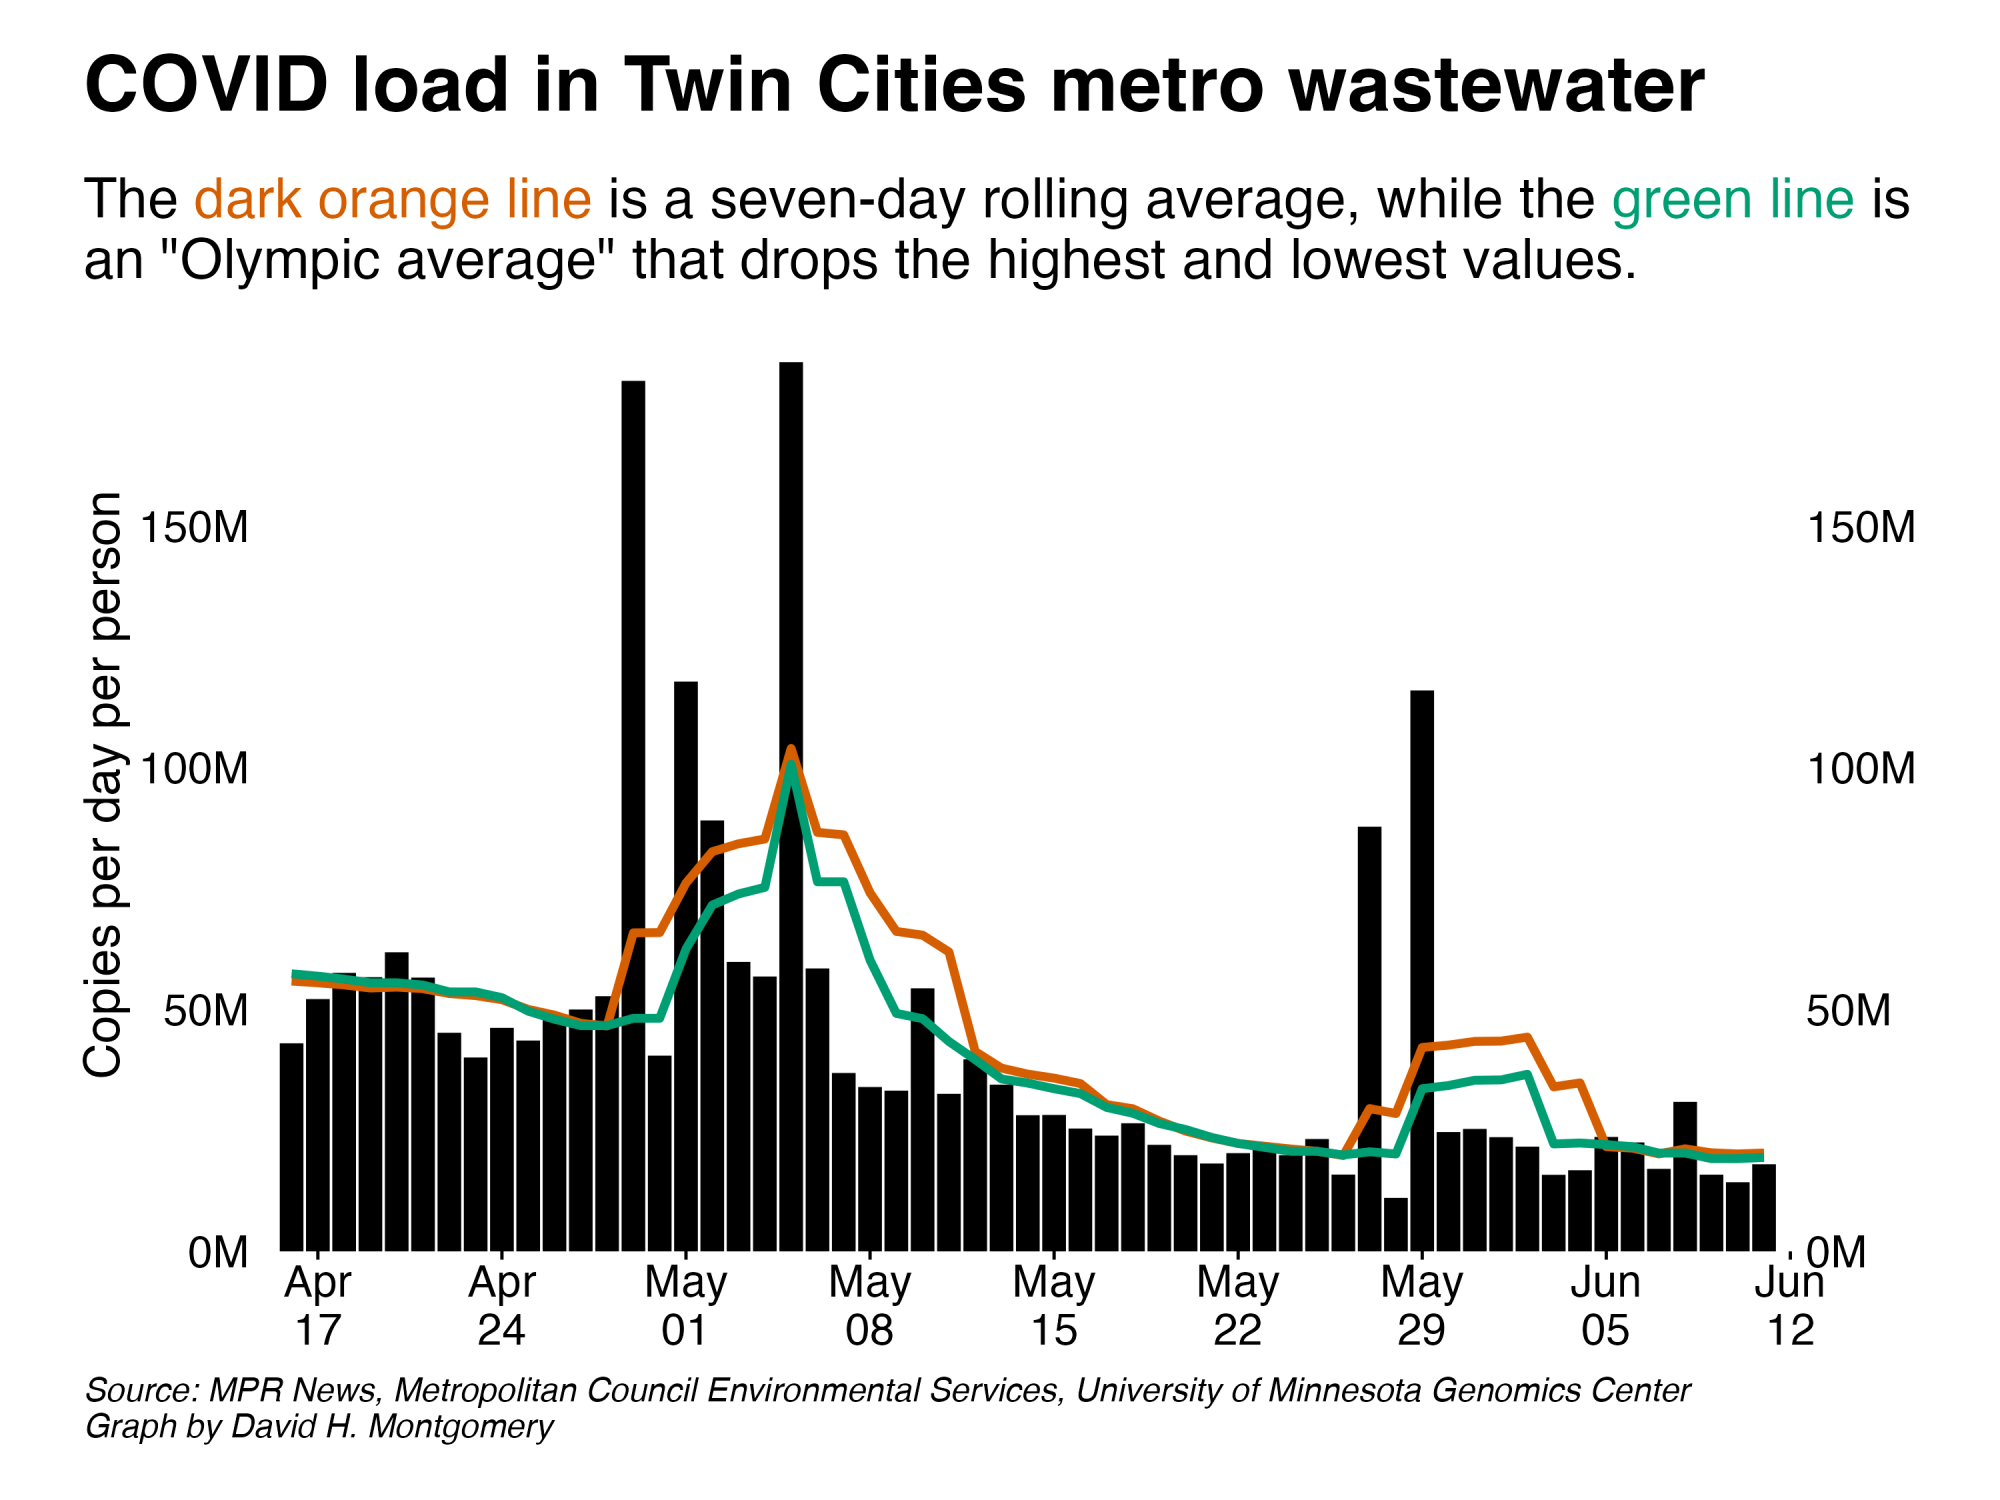 COVID load in Twin Cities metro wastewater
The dark orange line is a seven-day rolling average, while the green line is
an "Olympic average" that drops the highest and lowest values.
Copies per day per person
150M
100M
50M
0M
150M
100M
50M
0M
Apr 17
Apr 24
May 01
May 08
May 15
May 22
May 29
Jun 05
Jun 12
Source: MPR News, Metropolitan Council Environmental Services, University of Minnesota Genomics Center
Graph by David H. Montgomery